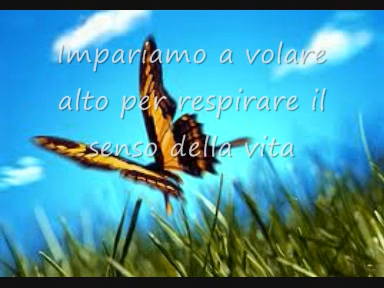 Impariamo a volare
alto per respirare il
senso della vita